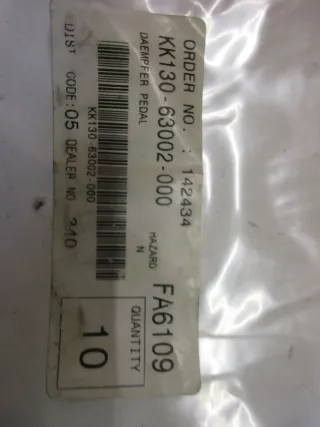 ORDER NO. : 142434
KK130-63002-000
DAEMPFER PEDAL
HAZARD
N
FA6109
KK130-63002-000
DIST CODE:05 DEALER NO 340
QUANTITY
10